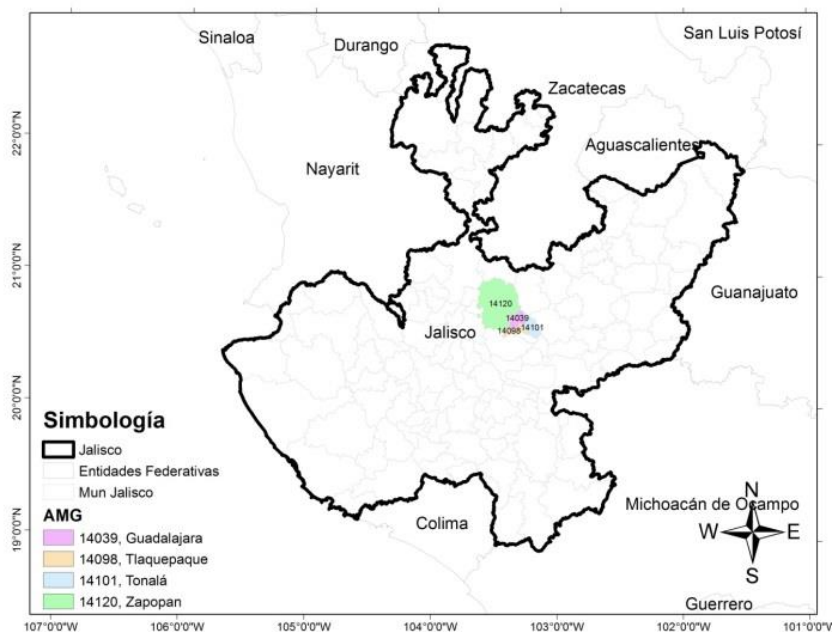 Sinaloa
Durango
San Luis Potosí
Zacatecas
Aguascalientes
Nayarit
Guanajuato
Jalisco
14120
14039
14101
14098
Michoacán de Ocampo
Colima
Guerrero
22°0'0"N
21°0'0"N
20°0'0"N
19°0'0"N
Simbología
Jalisco
Entidades Federativas
Mun Jalisco
AMG
14039, Guadalajara
14098, Tlaquepaque
14101, Tonalá
14120, Zapopan
N
W E
S
107°0'0"W 106°0'0"W 105°0'0"W 104°0'0"W 103°0'0"W 102°0'0"W 101°0'0"W